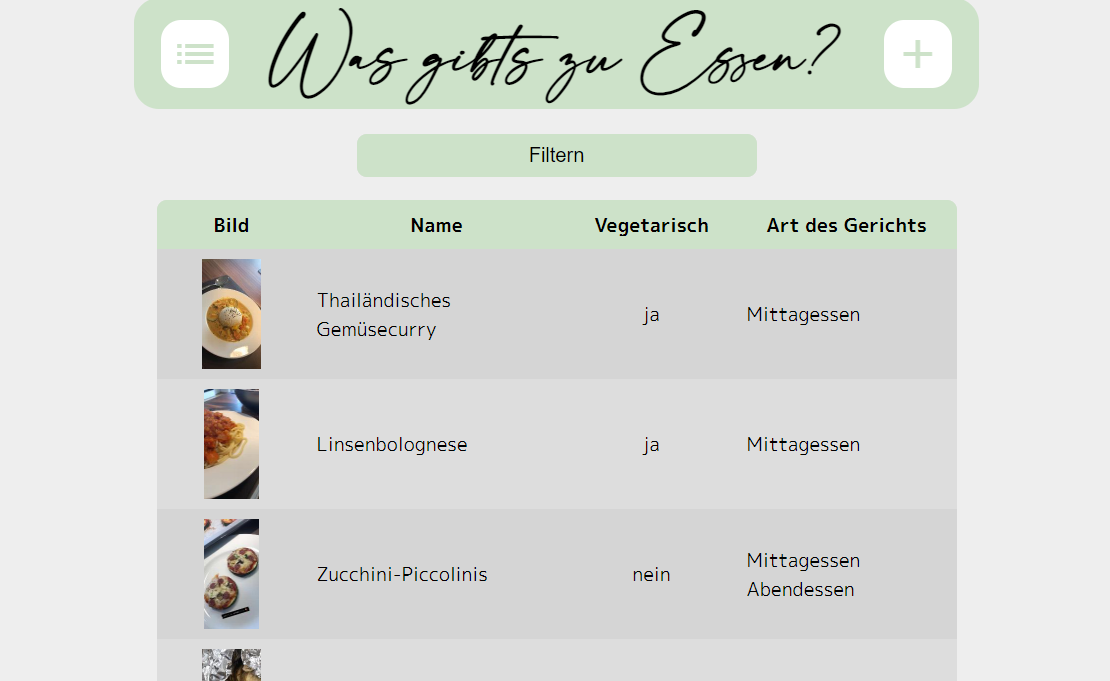 Was gibts zu Essen?
Filtern
Bild Name Vegetarisch Art des Gerichts
Thailändisches
Gemüsecurry
ja
Mittagessen
Linsenbolognese
ja
Mittagessen
Zucchini-Piccolinis
nein
Mittagessen
Abendessen